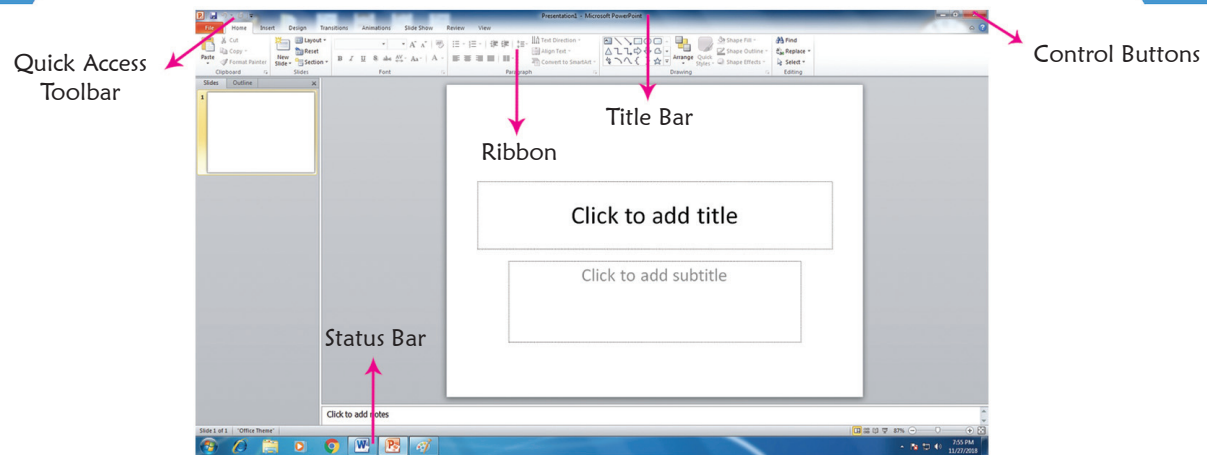 Presentation1 - Microsoft PowerPoint
File Home Insert Design Transitions Animations Slide Show Review View
Cut
Copy
Format Painter
Paste
Clipboard
New Slide
Layout
Reset
Section
Slides
Font
Paragraph
Text Direction
Align Text
Convert to SmartArt
Arrange
Quick Styles
Shape Fill
Shape Outline
Shape Effects
Drawing
Find
Replace
Select
Editing
Quick Access
Toolbar
Control Buttons
Title Bar
Ribbon
Slides Outline
1
Click to add title
Click to add subtitle
Status Bar
Click to add notes
Slide 1 of 1 "Office Theme"
87%
7:55 PM
11/27/2018